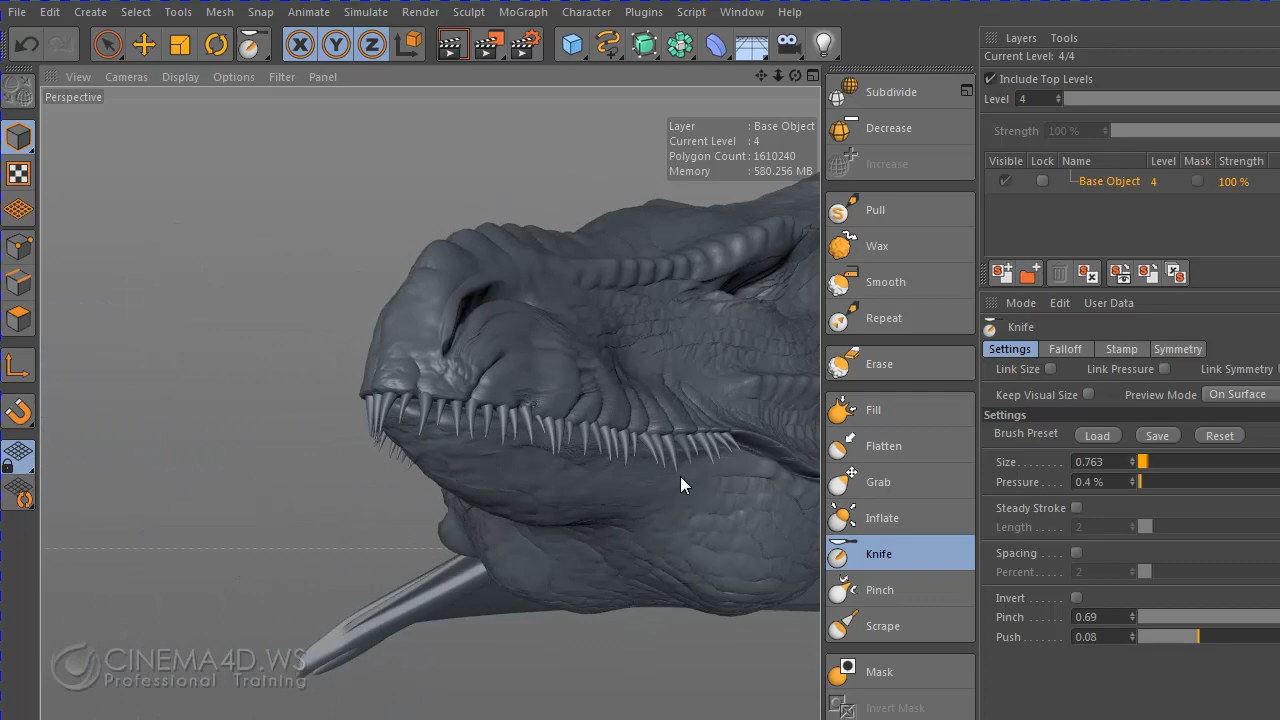 File Edit Create Select Tools Mesh Snap Animate Simulate Render Sculpt MoGraph Character Plugins Script Window Help
View Cameras Display Options Filter Panel
Perspective
Layer : Base Object
Current Level : 4
Polygon Count : 1610240
Memory : 580.256 MB
CINEMA4D.WS
Professional Training
Subdivide
Decrease
Increase
Pull
Wax
Smooth
Repeat
Erase
Fill
Flatten
Grab
Inflate
Knife
Pinch
Scrape
Mask
Invert Mask
Layers Tools
Current Level: 4/4
Include Top Levels
Level 4
Strength 100 %
Visible Lock Name Level Mask Strength
Base Object 4 100 %
Mode Edit User Data
Knife
Settings Falloff Stamp Symmetry
Link Size Link Pressure Link Symmetry
Keep Visual Size Preview Mode On Surface
Settings
Brush Preset Load Save Reset
Size 0.763
Pressure 0.4 %
Steady Stroke
Length 2
Spacing
Percent 2
Invert
Pinch 0.69
Push 0.08